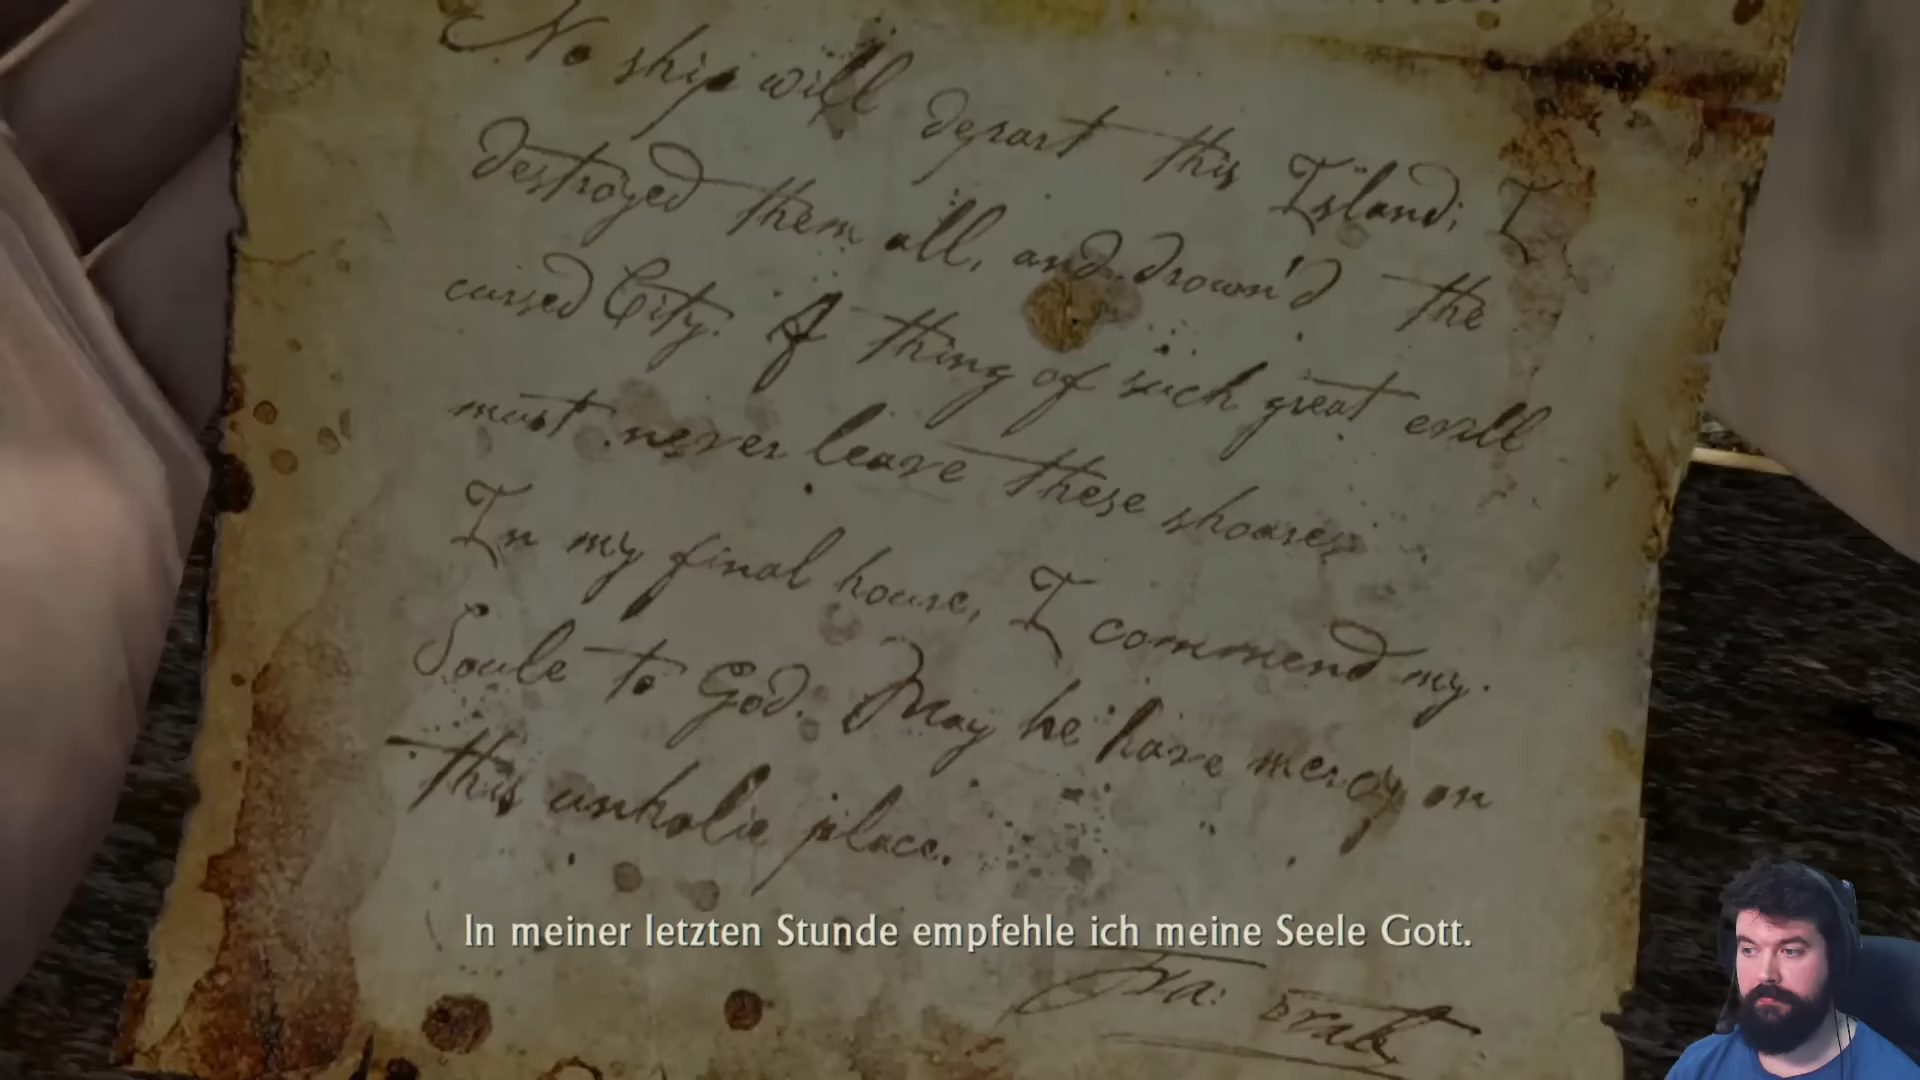 No ship will depart this Island; I
destroyed them all, and drown'd the
cursed City. A thing of such great evill
must never leave these shoares.
In my final houre, I commend my
Soule to God. May he have mercy on
this unholie place.
In meiner letzten Stunde empfehle ich meine Seele Gott.
Fra: Drake